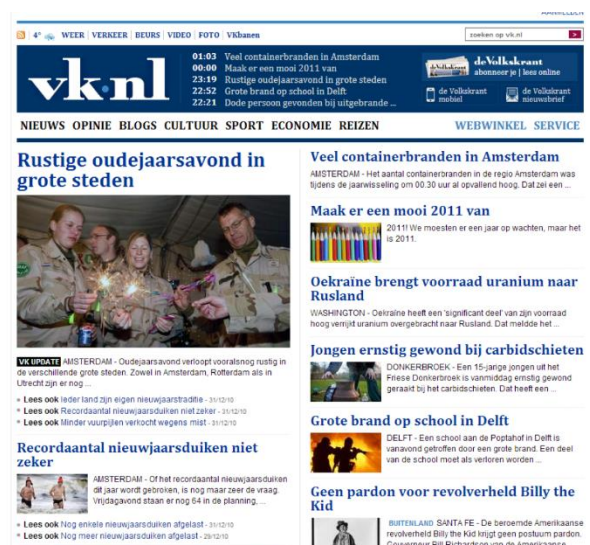 AANMELDEN
4° WEER VERKEER BEURS VIDEO FOTO VKbanen
zoeken op vk.nl
vk·nl
01:03 Veel containerbranden in Amsterdam
00:00 Maak er een mooi 2011 van
23:19 Rustige oudejaarsavond in grote steden
22:52 Grote brand op school in Delft
22:21 Dode persoon gevonden bij uitgebrande ...
de Volkskrant
deVolkskrant
abonneer je | lees online
de Volkskrant
mobiel
de Volkskrant
nieuwsbrief
NIEUWS OPINIE BLOGS CULTUUR SPORT ECONOMIE REIZEN
WEBWINKEL SERVICE
Rustige oudejaarsavond in
grote steden
VK UPDATE AMSTERDAM - Oudejaarsavond verloopt vooralsnog rustig in
de verschillende grote steden. Zowel in Amsterdam, Rotterdam als in
Utrecht zijn er nog ...
Lees ook Ieder land zijn eigen nieuwjaarstraditie - 31/12/10
Lees ook Recordaantal nieuwjaarsduiken niet zeker - 31/12/10
Lees ook Minder vuurpijlen verkocht wegens mist - 31/12/10
Recordaantal nieuwjaarsduiken niet
zeker
AMSTERDAM - Of het recordaantal nieuwjaarsduiken
dit jaar wordt gebroken, is nog maar zeer de vraag.
Vrijdagavond staan er nog 64 in de planning, ...
Lees ook Nog enkele nieuwjaarsduiken afgelast - 31/12/10
Lees ook Nog meer nieuwjaarsduiken afgelast - 29/12/10
Veel containerbranden in Amsterdam
AMSTERDAM - Het aantal containerbranden in de regio Amsterdam was
tijdens de jaarwisseling om 00.30 uur al opvallend hoog. Dat zei een ...
Maak er een mooi 2011 van
2011! We moesten er een jaar op wachten, maar het
is 2011.
Oekraïne brengt voorraad uranium naar
Rusland
WASHINGTON - Oekraïne heeft een 'significant deel' van zijn voorraad
hoog verrijkt uranium overgebracht naar Rusland. Dat meldde het ...
Jongen ernstig gewond bij carbidschieten
DONKERBROEK - Een 15-jarige jongen uit het
Friese Donkerbroek is vanmiddag ernstig gewond
geraakt bij het carbidschieten. Dat heeft een ...
Grote brand op school in Delft
DELFT - Een school aan de Poptahof in Delft is
vanavond getroffen door een grote brand. Een deel
van de school moet als verloren worden ...
Geen pardon voor revolverheld Billy the
Kid
BUITENLAND SANTA FE - De beroemde Amerikaanse
revolverheld Billy the Kid krijgt geen postuum pardon.
Gouverneur Bill Richardson van de Amerikaanse